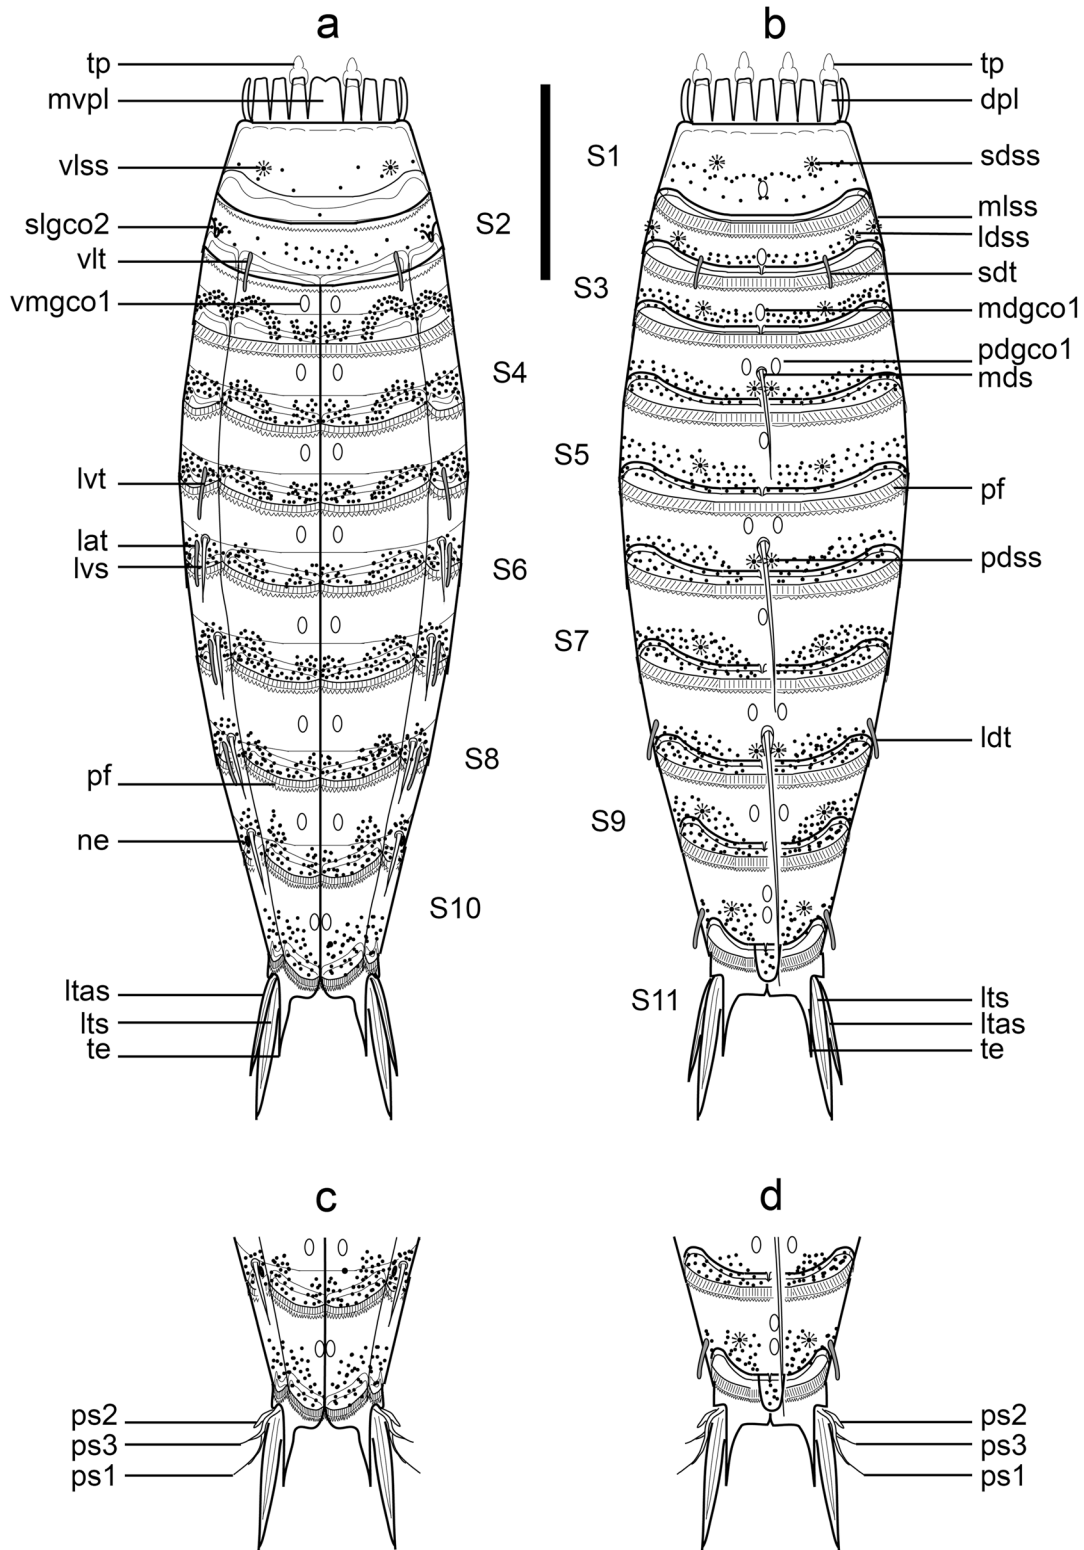 a
b
tp
mvpl
vlss
slgco2
vlt
vmgco1
lvt
lat
lvs
pf
ne
ltas
lts
te
S2
S4
S6
S8
S10
S1
S3
S5
S7
S9
S11
tp
dpl
sdss
mlss
ldss
sdt
mdgco1
pdgco1
mds
pf
pdss
ldt
lts
ltas
te
c
d
ps2
ps3
ps1
ps2
ps3
ps1